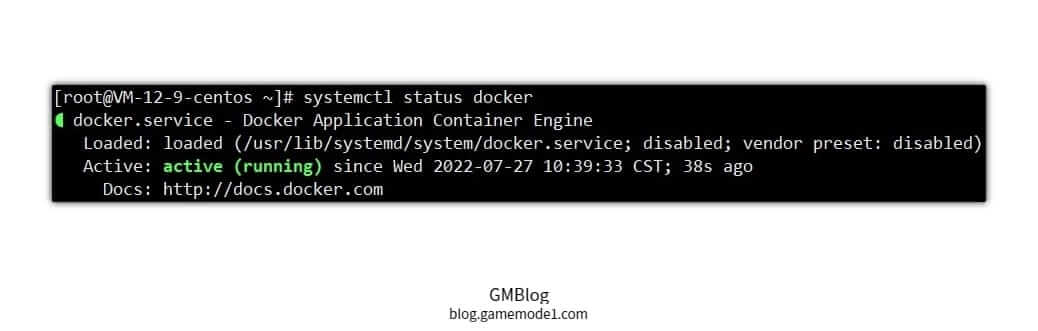 [root@VM-12-9-centos ~]# systemctl status docker
docker.service - Docker Application Container Engine
Loaded: loaded (/usr/lib/systemd/system/docker.service; disabled; vendor preset: disabled)
Active: active (running) since Wed 2022-07-27 10:39:33 CST; 38s ago
Docs: http://docs.docker.com
GMBlog
blog.gamemode1.com